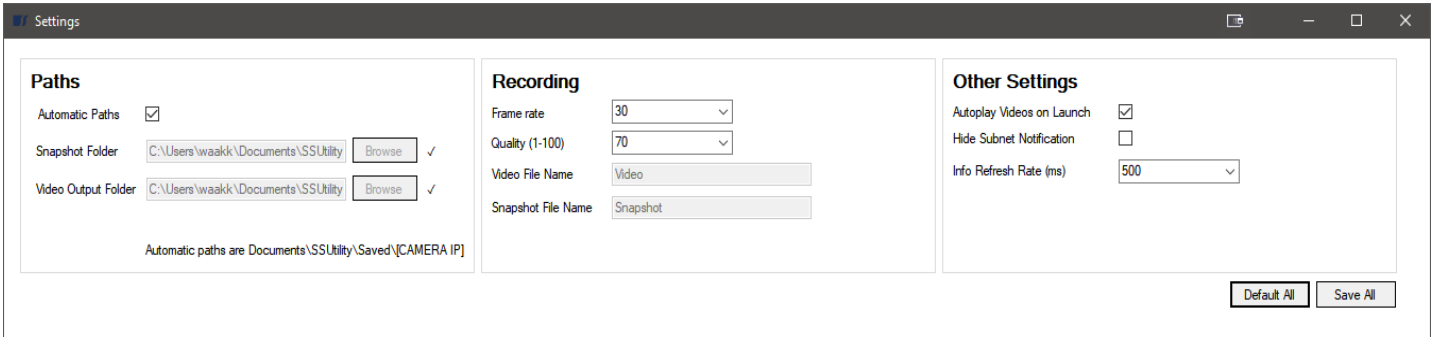 Settings
Paths
Automatic Paths
Snapshot Folder C:\Users\waakk\Documents\SSUtility Browse ✓
Video Output Folder C:\Users\waakk\Documents\SSUtility Browse ✓
Automatic paths are Documents\SSUtility\Saved\[CAMERA IP]
Recording
Frame rate 30
Quality (1-100) 70
Video File Name Video
Snapshot File Name Snapshot
Other Settings
Autoplay Videos on Launch
Hide Subnet Notification
Info Refresh Rate (ms) 500
Default All Save All